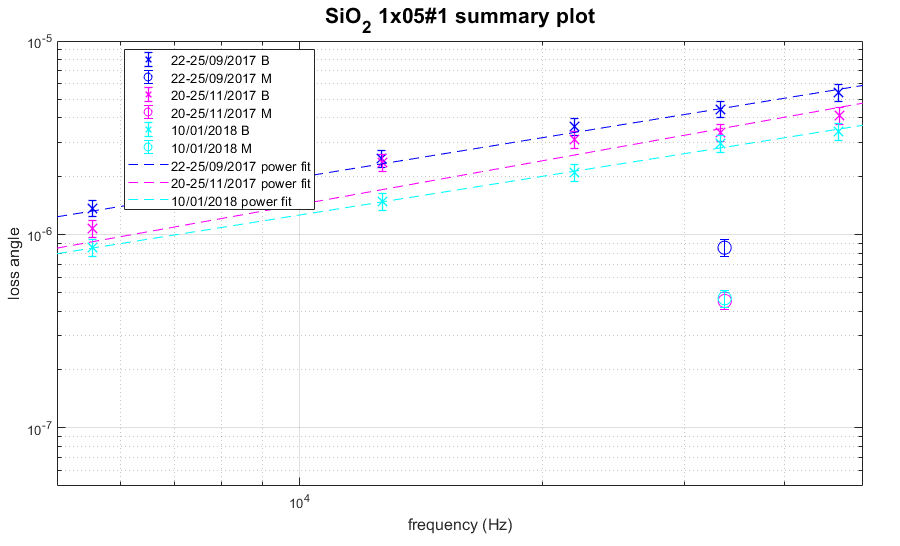 SiO2 1x05#1 summary plot
10^-5
22-25/09/2017 B
22-25/09/2017 M
20-25/11/2017 B
20-25/11/2017 M
10/01/2018 B
10/01/2018 M
22-25/09/2017 power fit
20-25/11/2017 power fit
10/01/2018 power fit
10^-6
loss angle
10^-7
10^4
frequency (Hz)